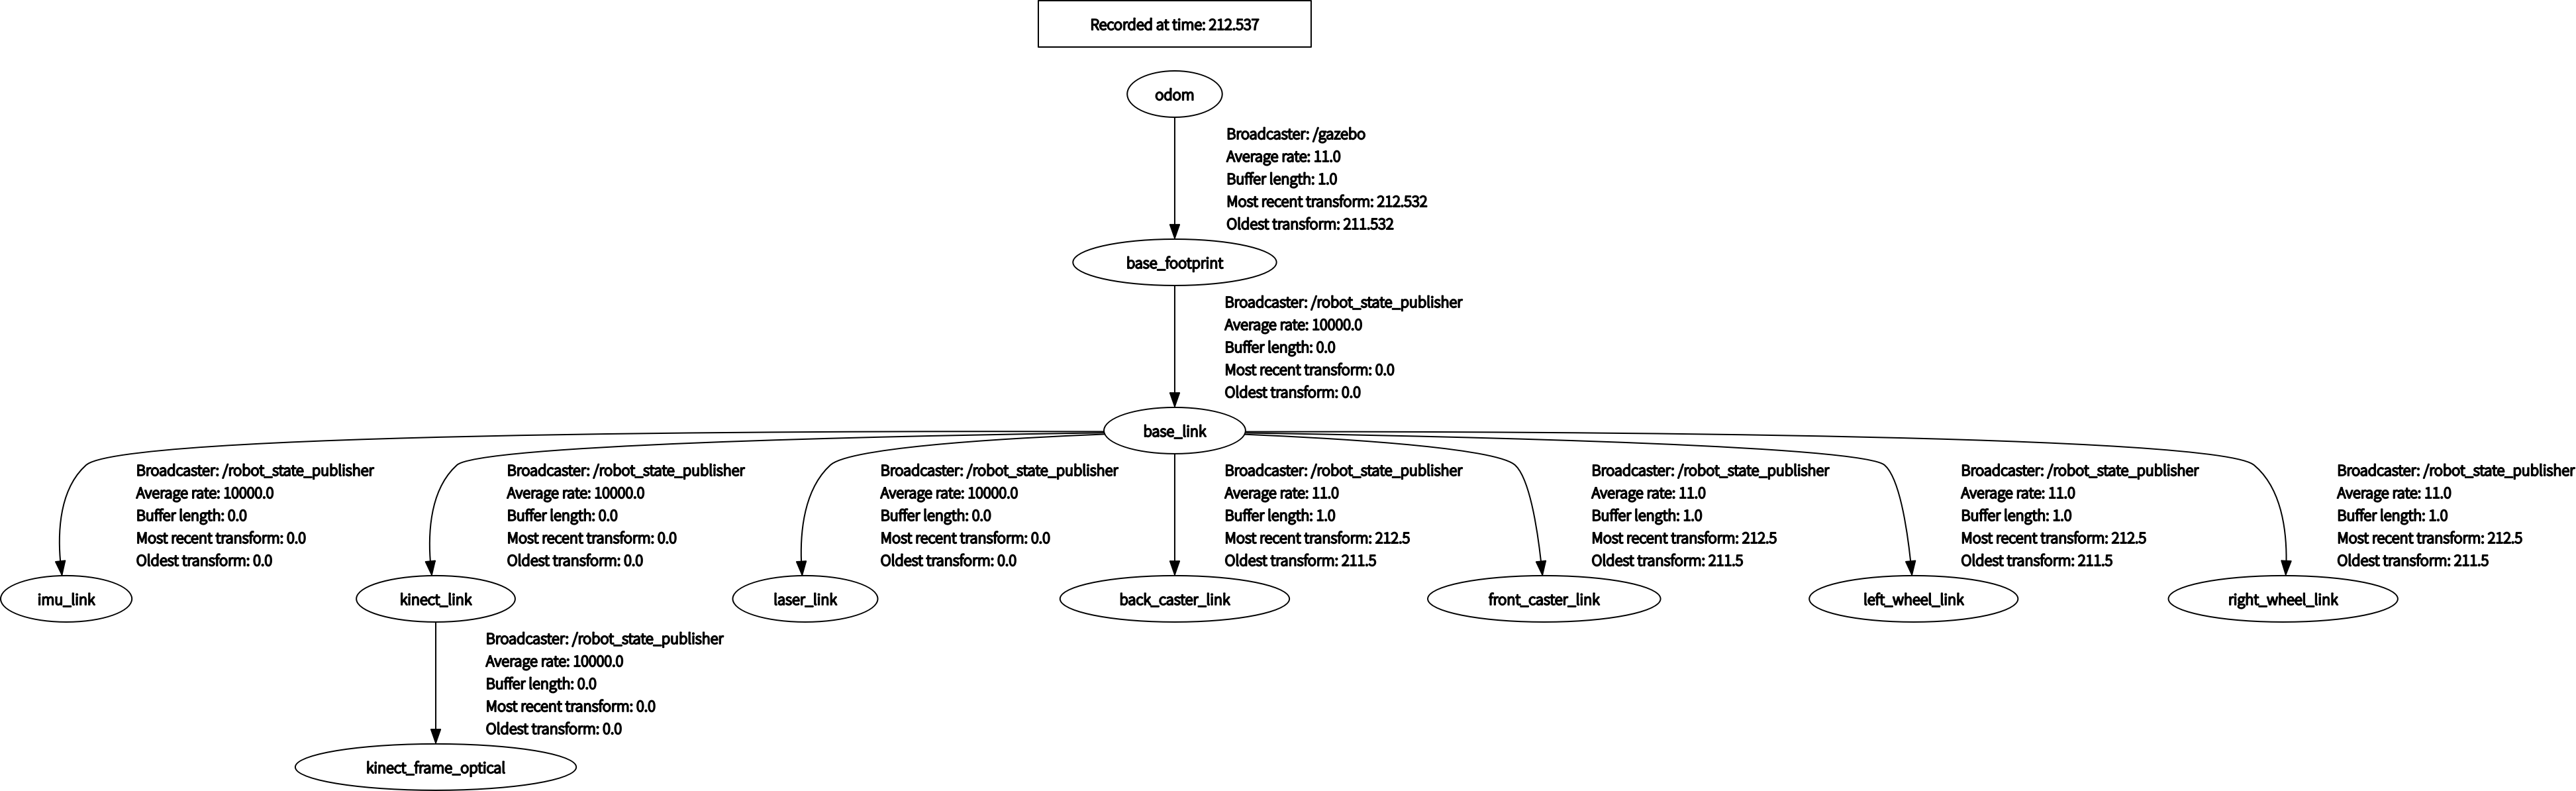 Recorded at time: 212.537
odom
Broadcaster: /gazebo
Average rate: 11.0
Buffer length: 1.0
Most recent transform: 212.532
Oldest transform: 211.532
base_footprint
Broadcaster: /robot_state_publisher
Average rate: 10000.0
Buffer length: 0.0
Most recent transform: 0.0
Oldest transform: 0.0
base_link
Broadcaster: /robot_state_publisher
Average rate: 10000.0
Buffer length: 0.0
Most recent transform: 0.0
Oldest transform: 0.0
Broadcaster: /robot_state_publisher
Average rate: 10000.0
Buffer length: 0.0
Most recent transform: 0.0
Oldest transform: 0.0
Broadcaster: /robot_state_publisher
Average rate: 10000.0
Buffer length: 0.0
Most recent transform: 0.0
Oldest transform: 0.0
Broadcaster: /robot_state_publisher
Average rate: 11.0
Buffer length: 1.0
Most recent transform: 212.5
Oldest transform: 211.5
Broadcaster: /robot_state_publisher
Average rate: 11.0
Buffer length: 1.0
Most recent transform: 212.5
Oldest transform: 211.5
Broadcaster: /robot_state_publisher
Average rate: 11.0
Buffer length: 1.0
Most recent transform: 212.5
Oldest transform: 211.5
Broadcaster: /robot_state_publisher
Average rate: 11.0
Buffer length: 1.0
Most recent transform: 212.5
Oldest transform: 211.5
imu_link
kinect_link
laser_link
back_caster_link
front_caster_link
left_wheel_link
right_wheel_link
Broadcaster: /robot_state_publisher
Average rate: 10000.0
Buffer length: 0.0
Most recent transform: 0.0
Oldest transform: 0.0
kinect_frame_optical